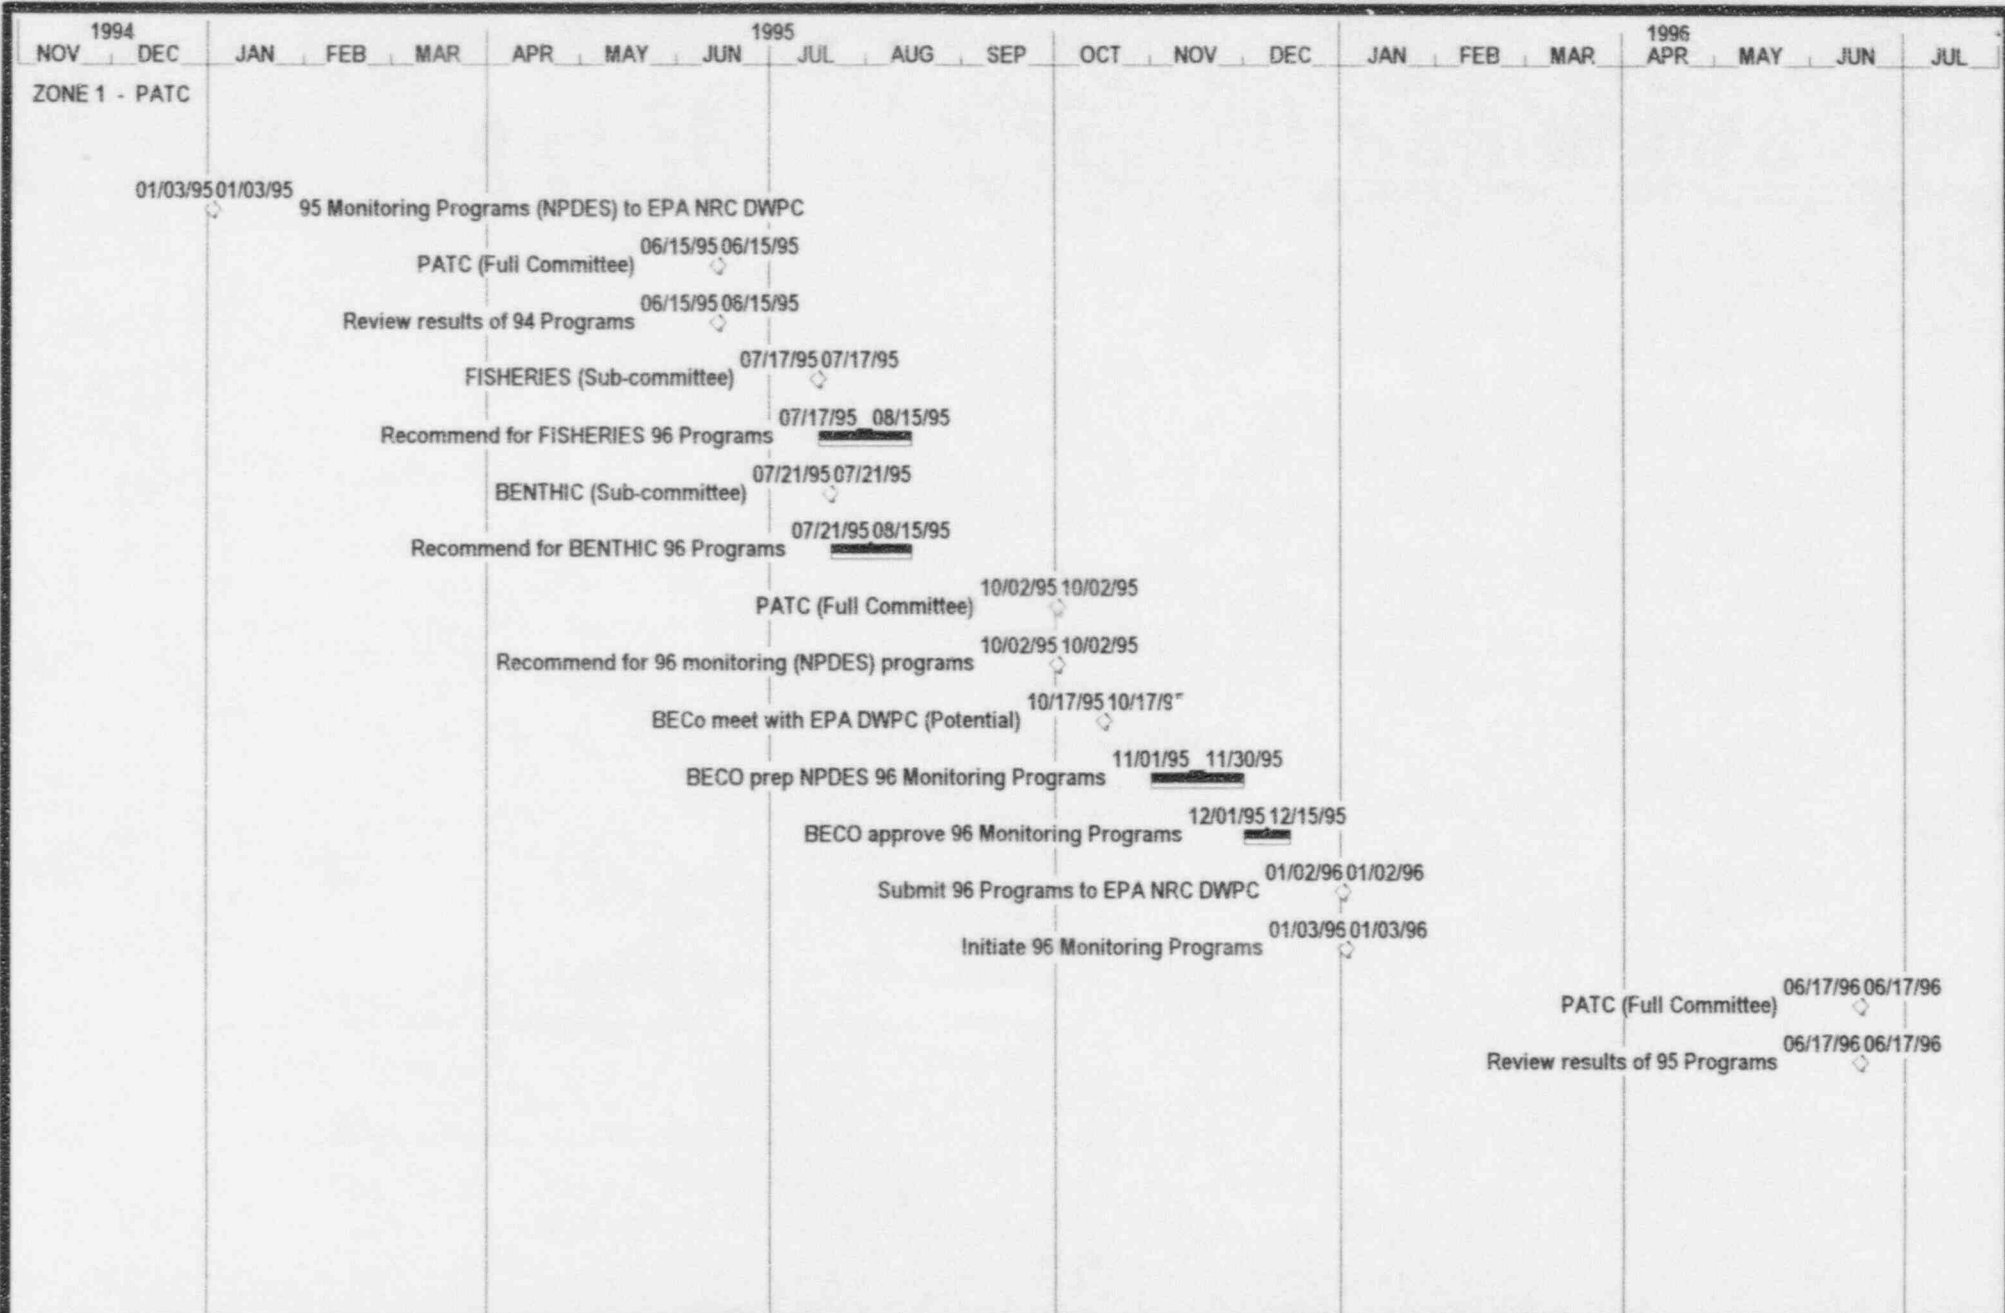 1994 1995 1996
NOV DEC JAN FEB MAR APR MAY JUN JUL AUG SEP OCT NOV DEC JAN FEB MAR APR MAY JUN JUL
ZONE 1 - PATC
01/03/95 01/03/95
95 Monitoring Programs (NPDES) to EPA NRC DWPC
06/15/95 06/15/95
PATC (Full Committee)
06/15/95 06/15/95
Review results of 94 Programs
07/17/95 07/17/95
FISHERIES (Sub-committee)
07/17/95 08/15/95
Recommend for FISHERIES 96 Programs
07/21/95 07/21/95
BENTHIC (Sub-committee)
07/21/95 08/15/95
Recommend for BENTHIC 96 Programs
10/02/95 10/02/95
PATC (Full Committee)
10/02/95 10/02/95
Recommend for 96 monitoring (NPDES) programs
10/17/95
BECo meet with EPA DWPC (Potential)
11/01/95 11/30/95
BECO prep NPDES 96 Monitoring Programs
12/01/95 12/15/95
BECO approve 96 Monitoring Programs
01/02/96 01/02/96
Submit 96 Programs to EPA NRC DWPC
01/03/96 01/03/96
Initiate 96 Monitoring Programs
06/17/96 06/17/96
PATC (Full Committee)
06/17/96 06/17/96
Review results of 95 Programs